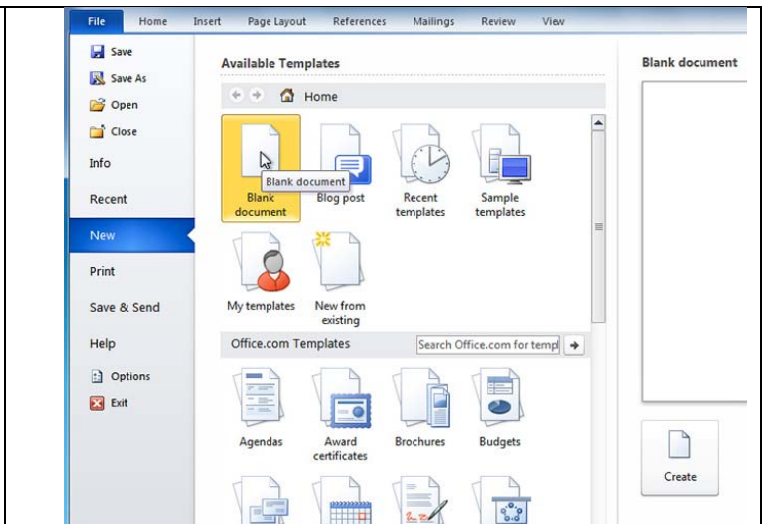 File Home Insert Page Layout References Mailings Review View
Save
Save As
Open
Close
Info
Recent
New
Print
Save & Send
Help
Options
Exit
Available Templates
Home
Blank document
Blank document
Blog post
Recent templates
Sample templates
My templates
New from existing
Office.com Templates
Search Office.com for templ
Agendas
Award certificates
Brochures
Budgets
Blank document
Create